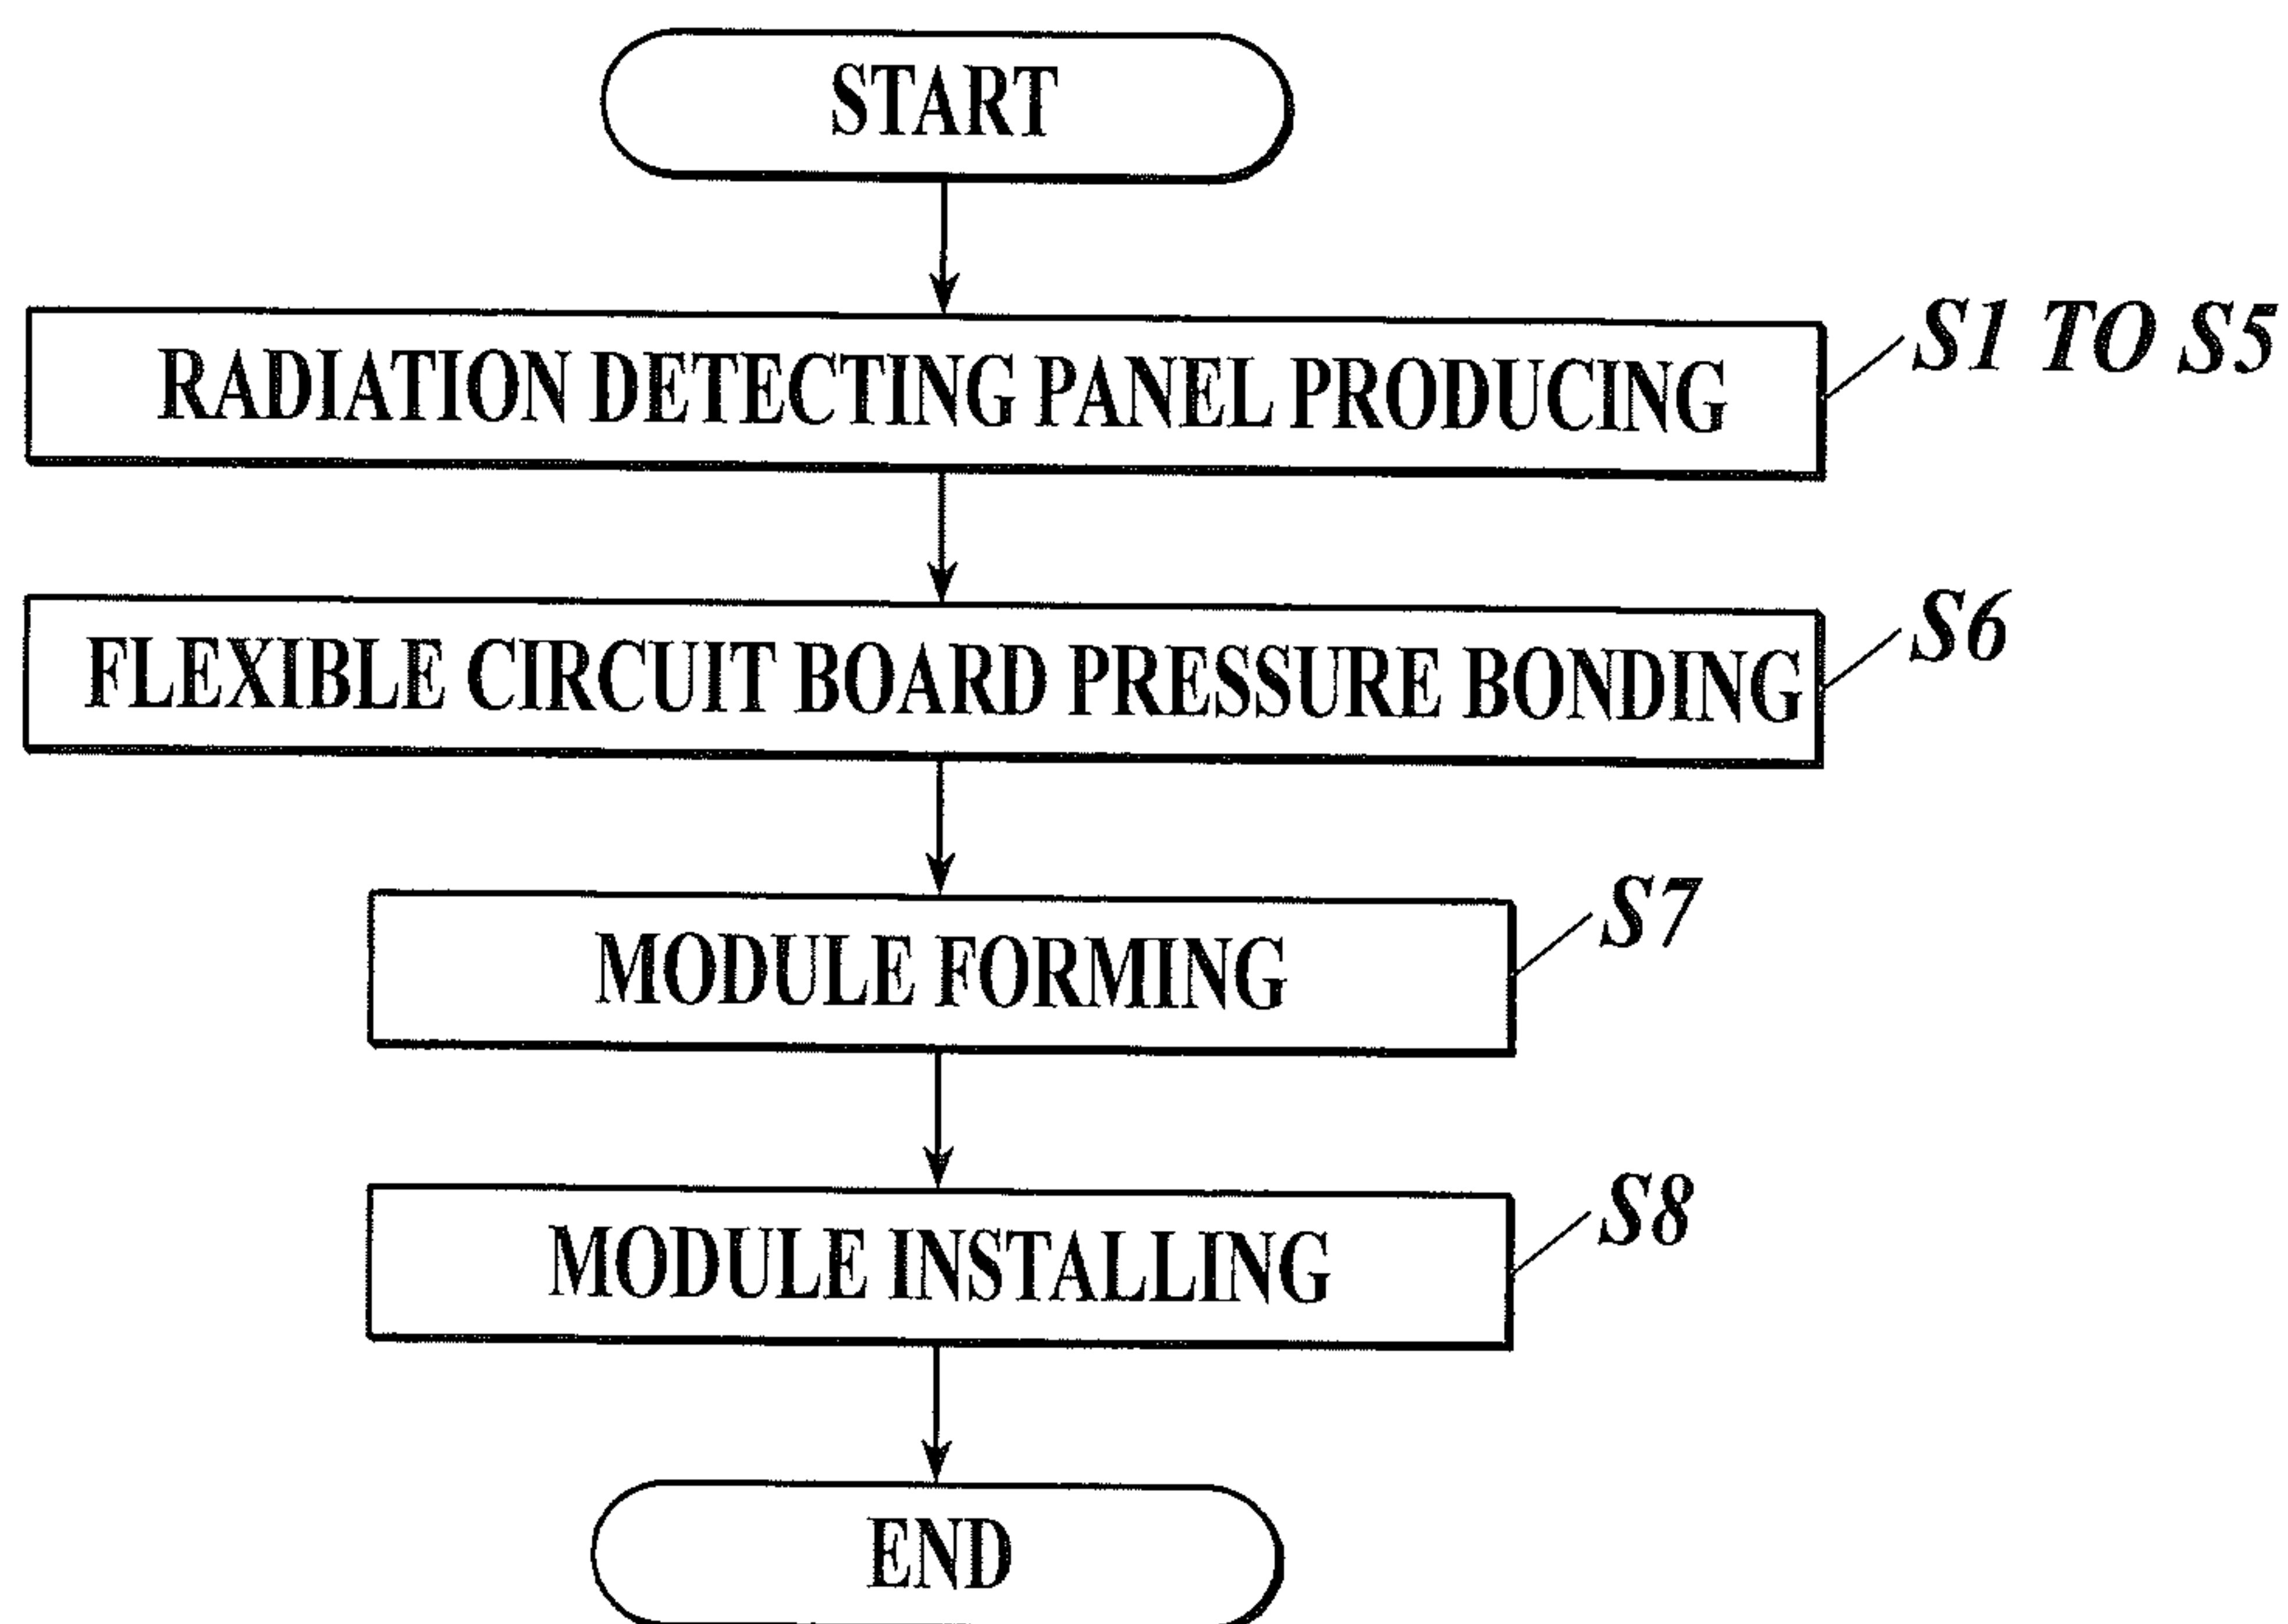 START
RADIATION DETECTING PANEL PRODUCING
S1 TO S5
FLEXIBLE CIRCUIT BOARD PRESSURE BONDING
S6
MODULE FORMING
S7
MODULE INSTALLING
S8
END